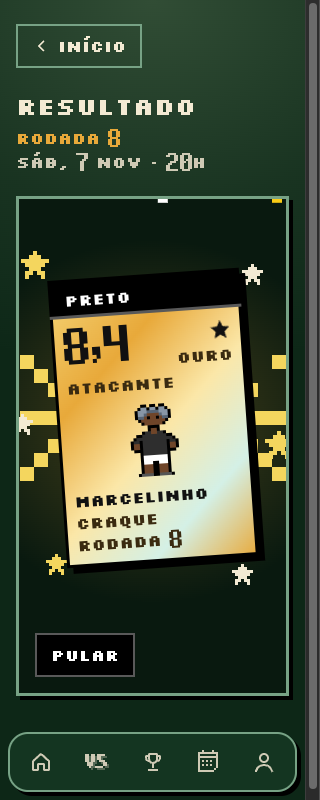 INÍCIO
RESULTADO
RODADA 8
SÁB, 7 NOV · 20H
PRETO
8,4
OURO
ATACANTE
MARCELINHO
CRAQUE
RODADA 8
PULAR
VS